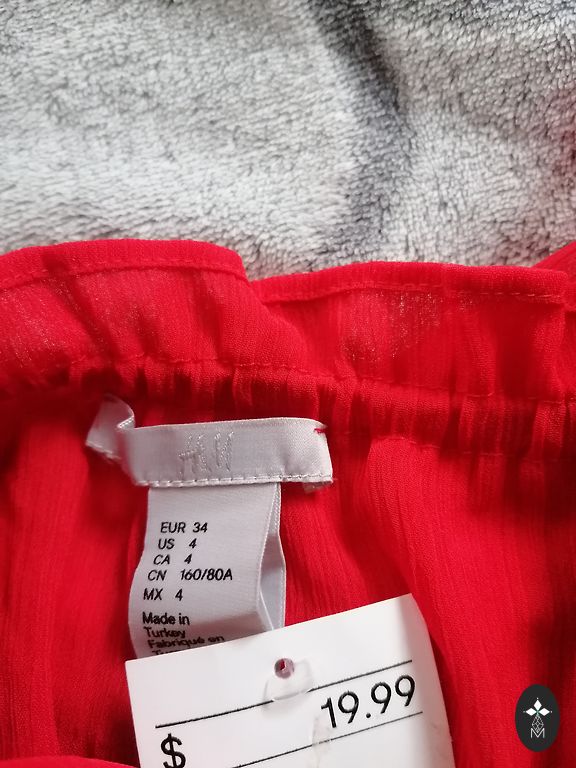 H&M
EUR 34
US 4
CA 4
CN 160/80A
MX 4
Made in
Turkey
Fabriqué en
19.99
$